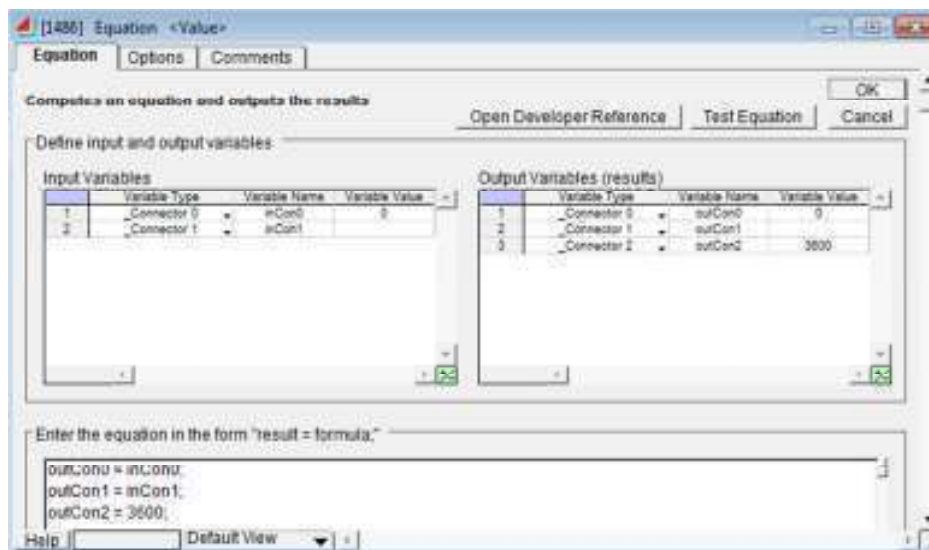 [1486] Equation <Value>
Equation Options Comments
Computes an equation and outputs the results
OK
Open Developer Reference Test Equation Cancel
Define input and output variables
Input Variables
Variable Type Variable Name Variable Value
1 _Connector 0 inCon0 0
2 _Connector 1 inCon1
Output Variables (results)
Variable Type Variable Name Variable Value
1 _Connector 0 outCon0 0
2 _Connector 1 outCon1
3 _Connector 2 outCon2 3600
Enter the equation in the form "result = formula;"
outCon0 = inCon0;
outCon1 = inCon1;
outCon2 = 3600;
Help Default View